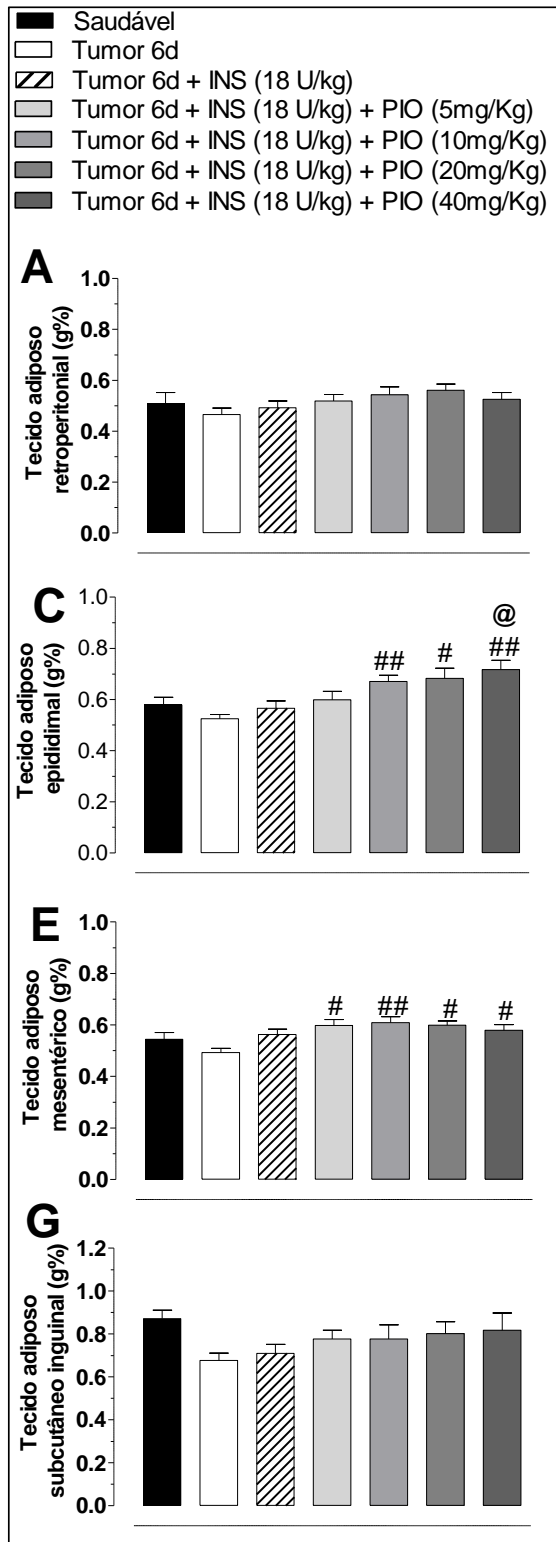 Saudável
Tumor 6d
Tumor 6d + INS (18 U/kg)
Tumor 6d + INS (18 U/kg) + PIO (5mg/Kg)
Tumor 6d + INS (18 U/kg) + PIO (10mg/Kg)
Tumor 6d + INS (18 U/kg) + PIO (20mg/Kg)
Tumor 6d + INS (18 U/kg) + PIO (40mg/Kg)
A
Tecido adiposo
retroperitonial (g%)
1.0
0.8
0.6
0.4
0.2
0.0
C
Tecido adiposo
epididimal (g%)
1.0
0.8
0.6
0.4
0.2
0.0
@
## # ##
E
Tecido adiposo
mesentérico (g%)
1.0
0.8
0.6
0.4
0.2
0.0
# ## # #
G
Tecido adiposo
subcutâneo inguinal (g%)
1.2
1.0
0.8
0.6
0.4
0.2
0.0